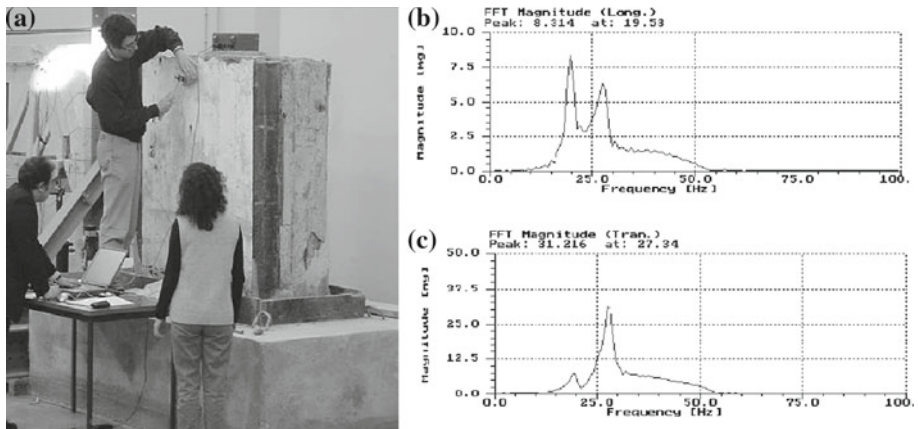 (a)
(b)
FFT Magnitude (Long.)
Peak: 8.314 at: 19.53
10.0
7.5
5.0
2.5
0.0
Magnitude [mg]
0.0 25.0 50.0 75.0 100.
Frequency [Hz]
(c)
FFT Magnitude (Tran.)
Peak: 31.216 at: 27.34
50.0
37.5
25.0
12.5
0.0
Magnitude [mg]
0.0 25.0 50.0 75.0 100.
Frequency [Hz]